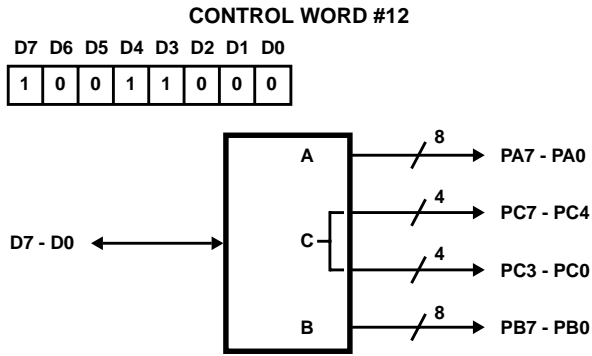 CONTROL WORD #12
D7 D6 D5 D4 D3 D2 D1 D0
1 0 0 1 1 0 0 0
A 8 PA7 - PA0
4 PC7 - PC4
D7 - D0 C
4 PC3 - PC0
B 8 PB7 - PB0